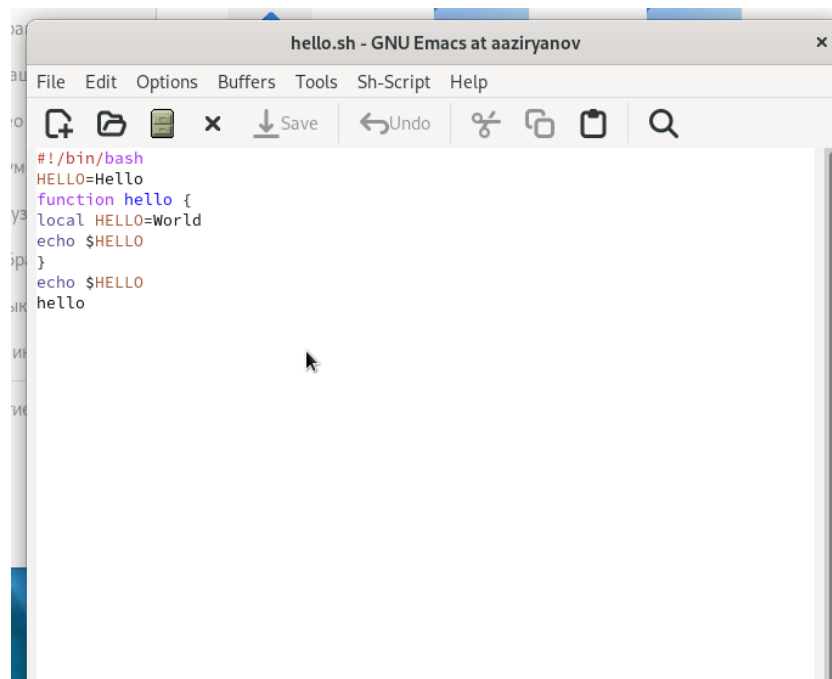 hello.sh - GNU Emacs at aaziryanov
File Edit Options Buffers Tools Sh-Script Help
Save Undo
#!/bin/bash
HELLO=Hello
function hello {
local HELLO=World
echo $HELLO
}
echo $HELLO
hello